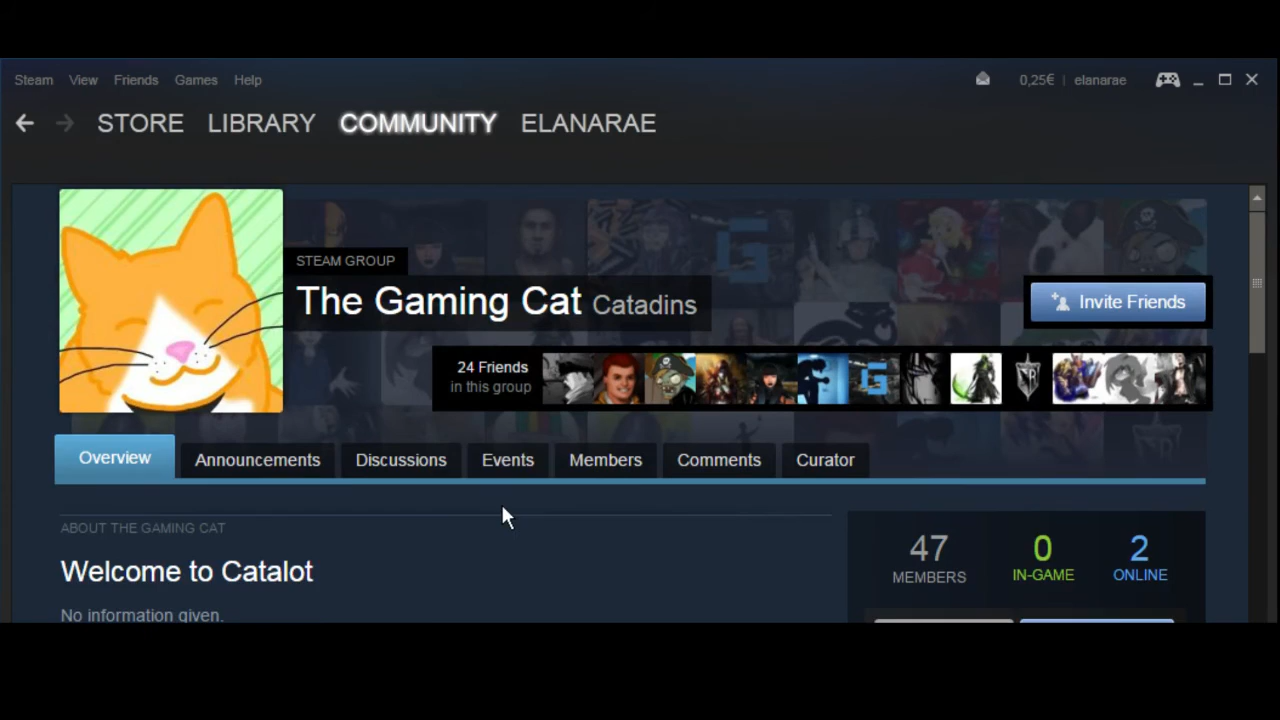 Steam View Friends Games Help 0,25€ | elanarae
STORE LIBRARY COMMUNITY ELANARAE
STEAM GROUP
The Gaming Cat Catadins
Invite Friends
24 Friends
in this group
Overview Announcements Discussions Events Members Comments Curator
ABOUT THE GAMING CAT
Welcome to Catalot
No information given.
47 0 2
MEMBERS IN-GAME ONLINE